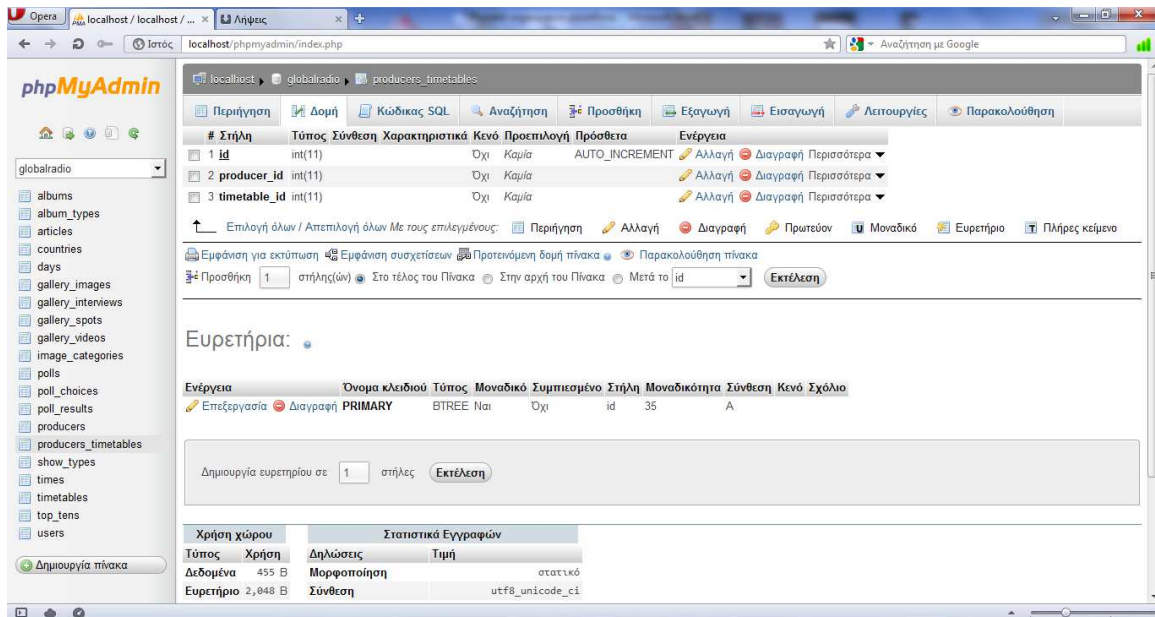 Opera
localhost / localhost / ...
Λήψεις
Ιστός
localhost/phpmyadmin/index.php
Αναζήτηση με Google
phpMyAdmin
localhost
globalradio
producers_timetables
Περιήγηση
Δομή
Κώδικας SQL
Αναζήτηση
Προσθήκη
Εξαγωγή
Εισαγωγή
Λειτουργίες
Παρακολούθηση
# Στήλη Τύπος Σύνθεση Χαρακτηριστικά Κενό Προεπιλογή Πρόσθετα Ενέργεια
1 id int(11) Όχι Καμία AUTO_INCREMENT Αλλαγή Διαγραφή Περισσότερα
2 producer_id int(11) Όχι Καμία Αλλαγή Διαγραφή Περισσότερα
3 timetable_id int(11) Όχι Καμία Αλλαγή Διαγραφή Περισσότερα
Επιλογή όλων / Απεπιλογή όλων Με τους επιλεγμένους: Περιήγηση Αλλαγή Διαγραφή Πρωτεύον Μοναδικό Ευρετήριο Πλήρες κείμενο
Εμφάνιση για εκτύπωση Εμφάνιση συσχετίσεων Προτεινόμενη δομή πίνακα Παρακολούθηση πίνακα
Προσθήκη 1 στήλης(ών) Στο τέλος του Πίνακα Στην αρχή του Πίνακα Μετά το id Εκτέλεση
Ευρετήρια:
Ενέργεια Όνομα κλειδιού Τύπος Μοναδικό Συμπιεσμένο Στήλη Μοναδικότητα Σύνθεση Κενό Σχόλιο
Επεξεργασία Διαγραφή PRIMARY BTREE Ναι Όχι id 35 A
Δημιουργία ευρετηρίου σε 1 στήλες Εκτέλεση
Χρήση χώρου
Τύπος Χρήση
Δεδομένα 455 B
Ευρετήριο 2,048 B
Στατιστικά Εγγραφών
Δηλώσεις Τιμή
Μορφοποίηση στατικό
Σύνθεση utf8_unicode_ci
globalradio
albums
album_types
articles
countries
days
gallery_images
gallery_interviews
gallery_spots
gallery_videos
image_categories
polls
poll_choices
poll_results
producers
producers_timetables
show_types
times
timetables
top_tens
users
Δημιουργία πίνακα